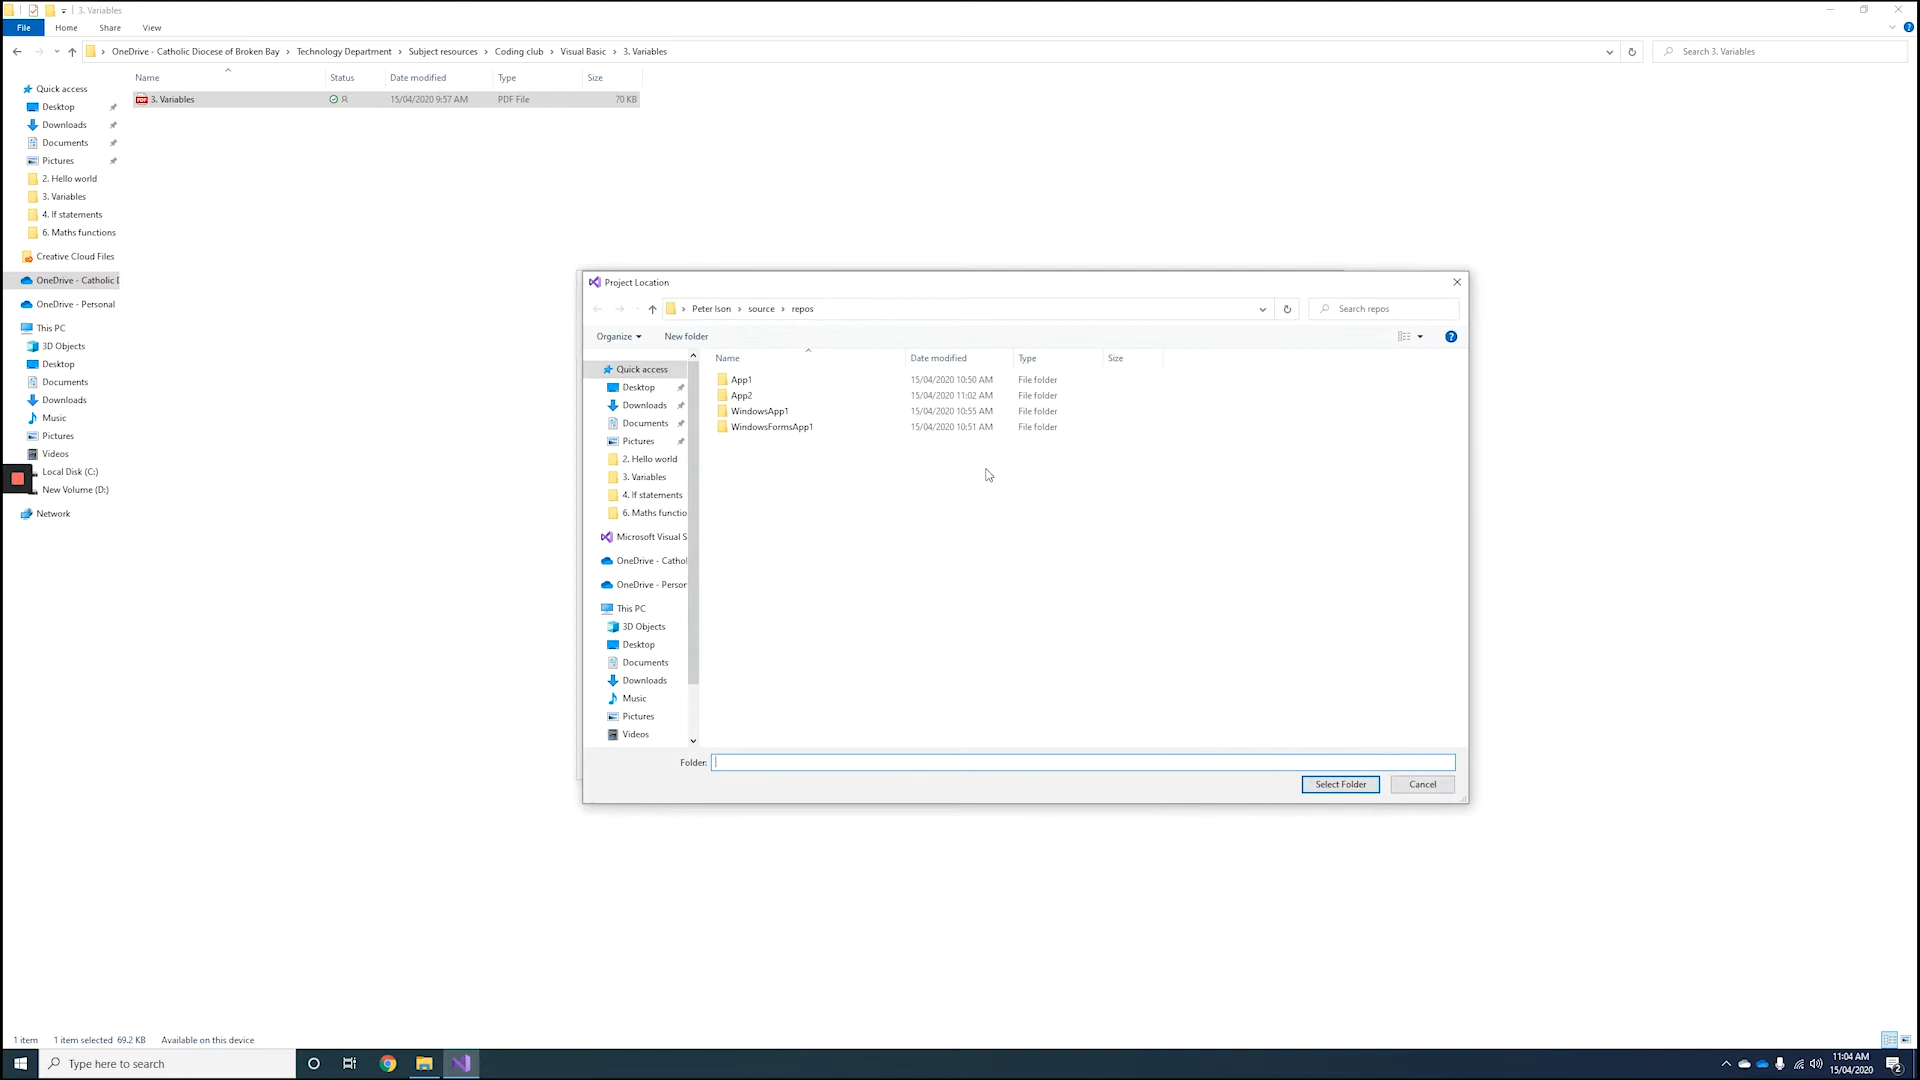 3. Variables
File Home Share View
OneDrive - Catholic Diocese of Broken Bay > Technology Department > Subject resources > Coding club > Visual Basic > 3. Variables
Search 3. Variables
Name Status Date modified Type Size
3. Variables 15/04/2020 9:57 AM PDF File 70 KB
Quick access
Desktop
Downloads
Documents
Pictures
2. Hello world
3. Variables
4. If statements
6. Maths functions
Creative Cloud Files
OneDrive - Catholic D
OneDrive - Personal
This PC
3D Objects
Desktop
Documents
Downloads
Music
Pictures
Videos
Local Disk (C:)
New Volume (D:)
Network
Project Location
Peter Ison > source > repos
Search repos
Organize New folder
Name Date modified Type Size
App1 15/04/2020 10:50 AM File folder
App2 15/04/2020 11:02 AM File folder
WindowsApp1 15/04/2020 10:55 AM File folder
WindowsFormsApp1 15/04/2020 10:51 AM File folder
Quick access
Desktop
Downloads
Documents
Pictures
2. Hello world
3. Variables
4. If statements
6. Maths functio
Microsoft Visual S
OneDrive - Cathol
OneDrive - Person
This PC
3D Objects
Desktop
Documents
Downloads
Music
Pictures
Videos
Folder:
Select Folder Cancel
1 item 1 item selected 69.2 KB Available on this device
Type here to search
11:04 AM
15/04/2020
2